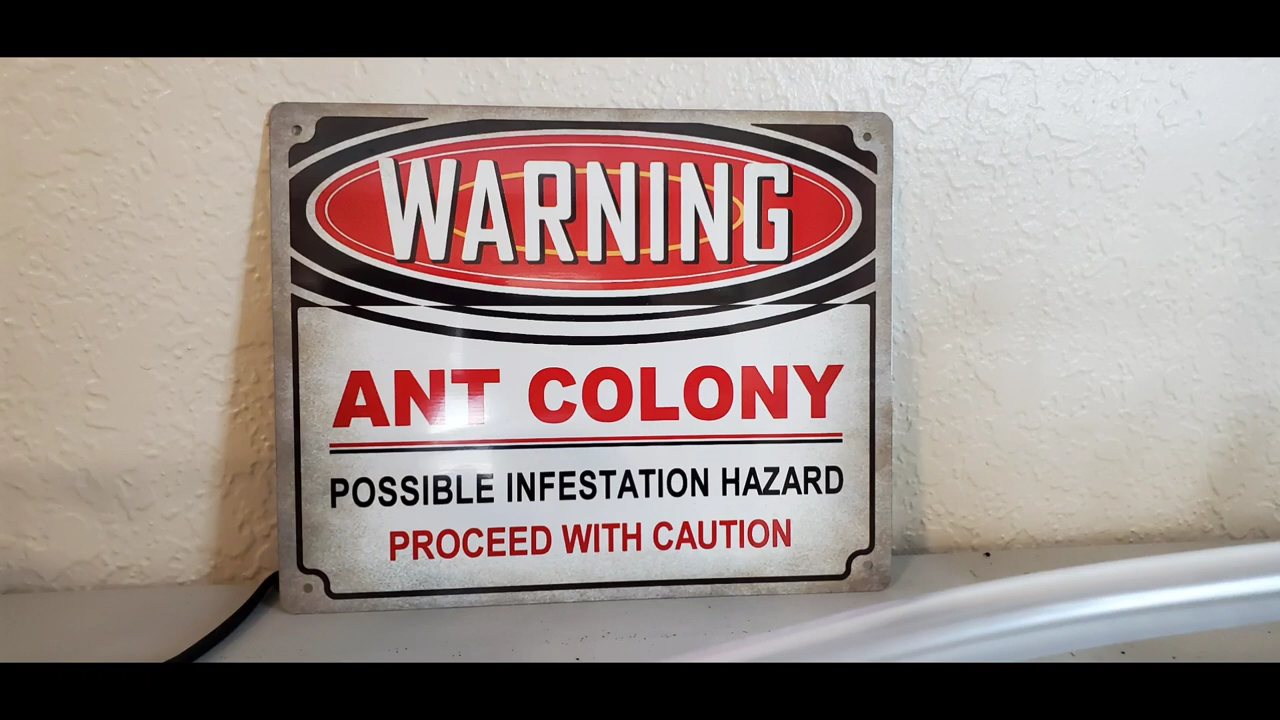 WARNING
ANT COLONY
POSSIBLE INFESTATION HAZARD
PROCEED WITH CAUTION